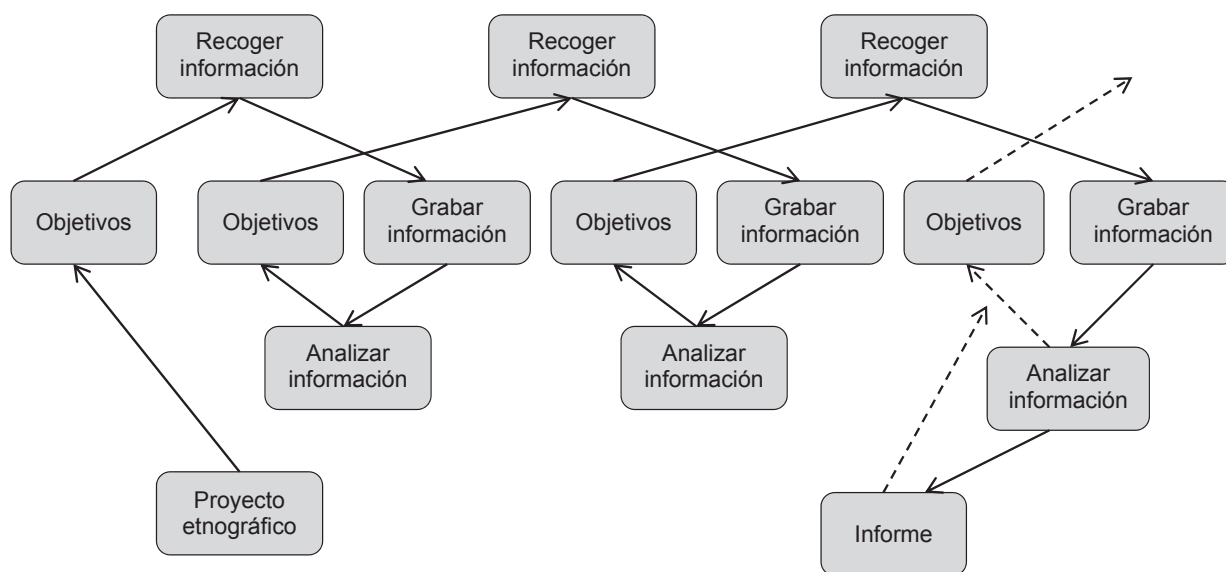 Recoger
información
Recoger
información
Recoger
información
Objetivos
Objetivos
Grabar
información
Objetivos
Grabar
información
Objetivos
Grabar
información
Analizar
información
Analizar
información
Analizar
información
Proyecto
etnográfico
Informe